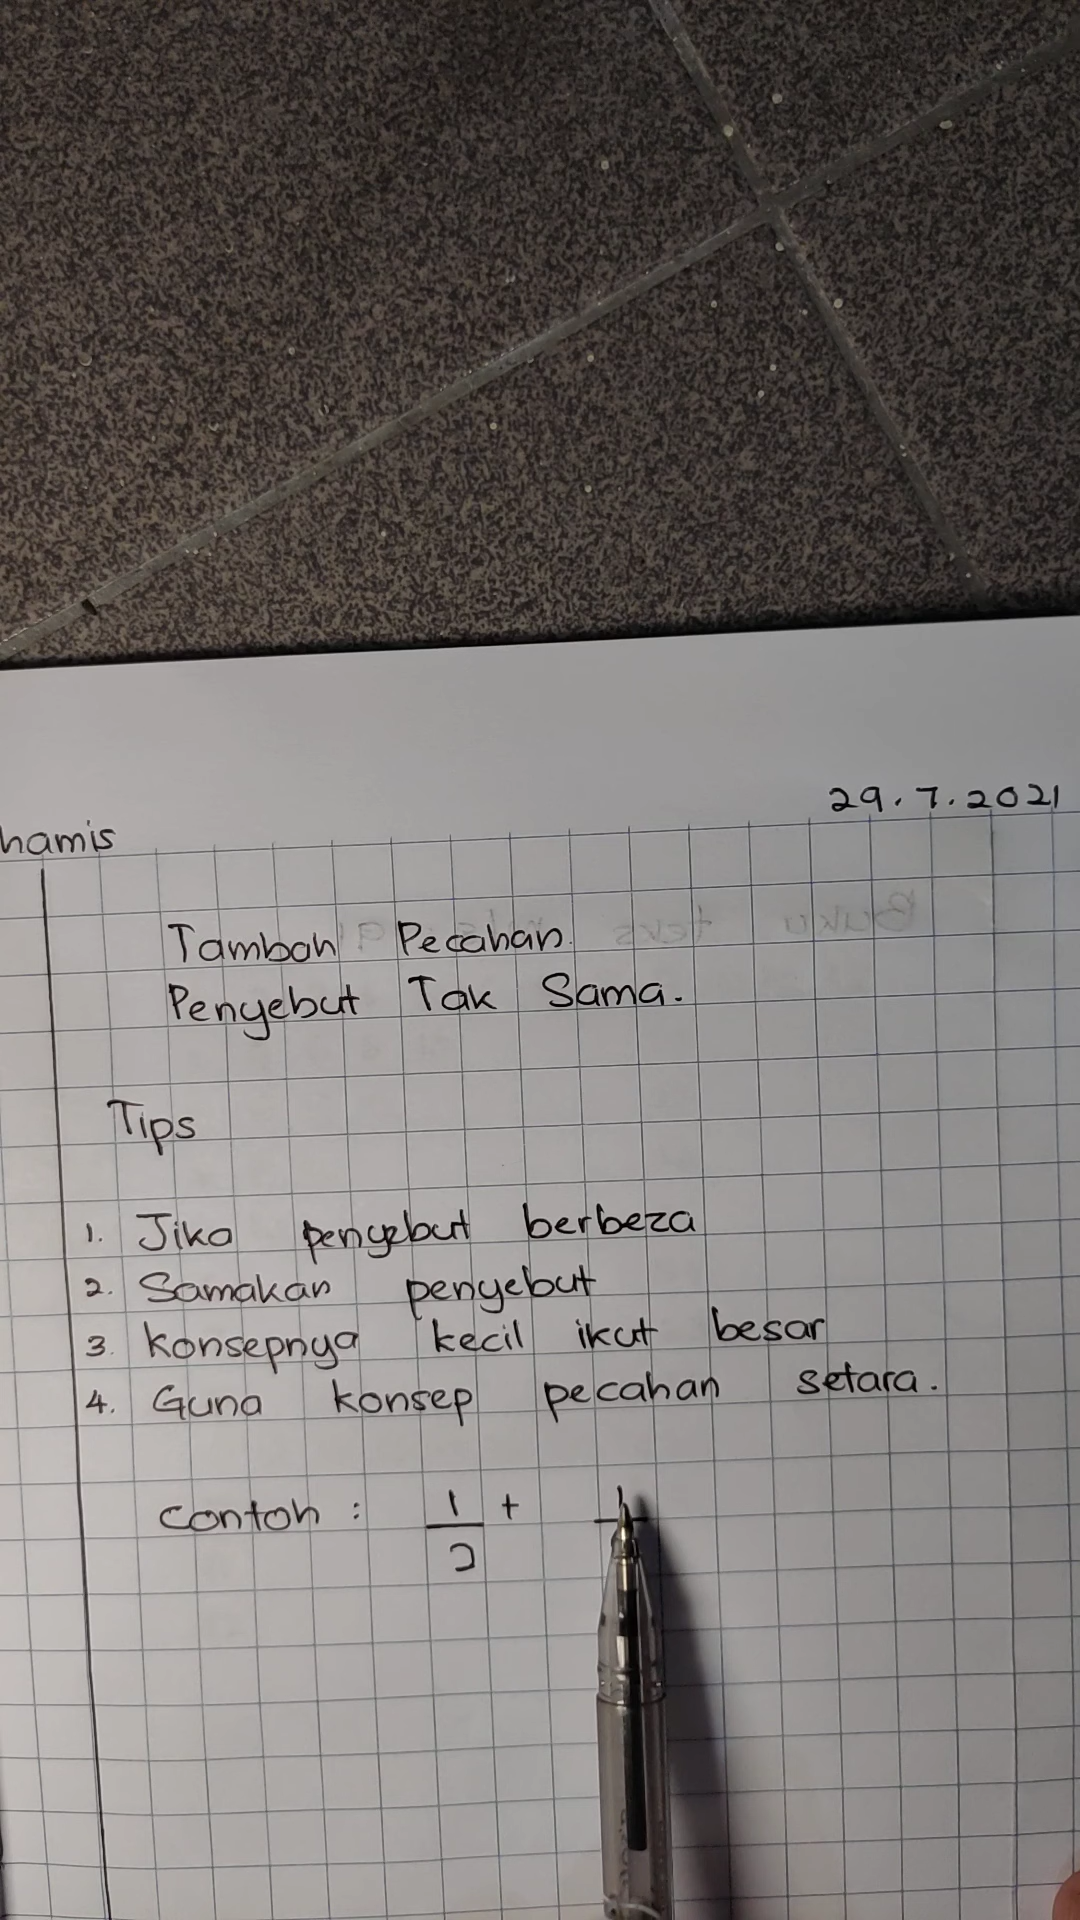 hamis
29.7.2021
Tambah Pecahan
Penyebut Tak Sama.
Tips
1. Jika penyebut berbeza
2. Samakan penyebut
3. Konsepnya kecil ikut besar
4. Guna konsep pecahan setara.
Contoh : 1/2 + 1/